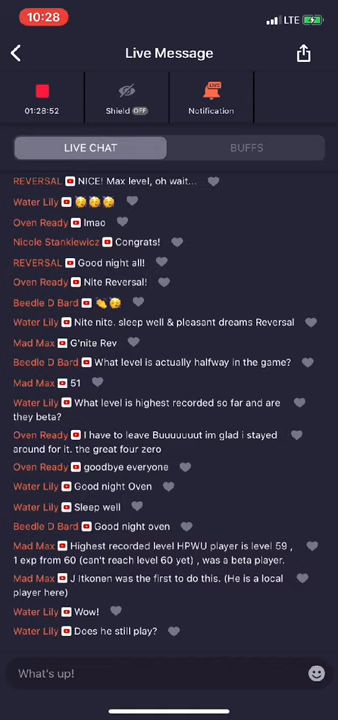 10:28
LTE
Live Message
LIVE
01:28:52
Shield OFF
Notification
LIVE CHAT
BUFFS
REVERSAL NICE! Max level, oh wait...
Water Lily 🥳🥳🥳
Oven Ready lmao
Nicole Stankiewicz Congrats!
REVERSAL Good night all!
Oven Ready Nite Reversal!
Beedle D Bard 👏🥳
Water Lily Nite nite. sleep well & pleasant dreams Reversal
Mad Max G'nite Rev
Beedle D Bard What level is actually halfway in the game?
Mad Max 51
Water Lily What level is highest recorded so far and are
they beta?
Oven Ready I have to leave Buuuuuuut im glad i stayed
around for it. the great four zero
Oven Ready goodbye everyone
Water Lily Good night Oven
Water Lily Sleep well
Beedle D Bard Good night oven
Mad Max Highest recorded level HPWU player is level 59 ,
1 exp from 60 (can't reach level 60 yet) , was a beta player.
Mad Max J Itkonen was the first to do this. (He is a local
player here)
Water Lily Wow!
Water Lily Does he still play?
What's up!